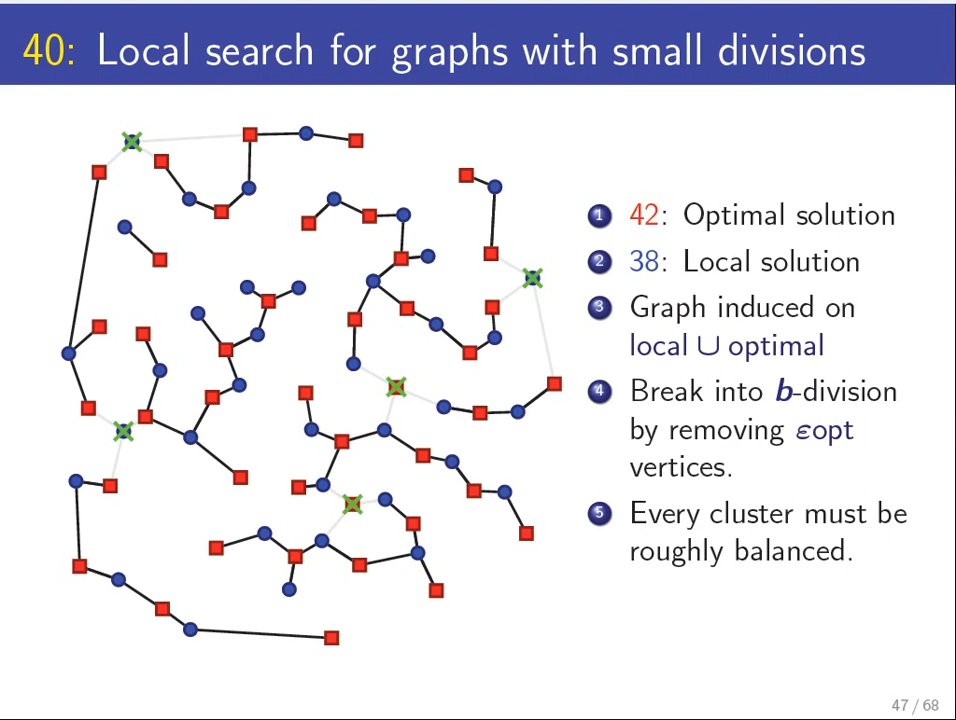 40: Local search for graphs with small divisions
1 42: Optimal solution
2 38: Local solution
3 Graph induced on
local ∪ optimal
4 Break into b-division
by removing εopt
vertices.
5 Every cluster must be
roughly balanced.
47 / 68